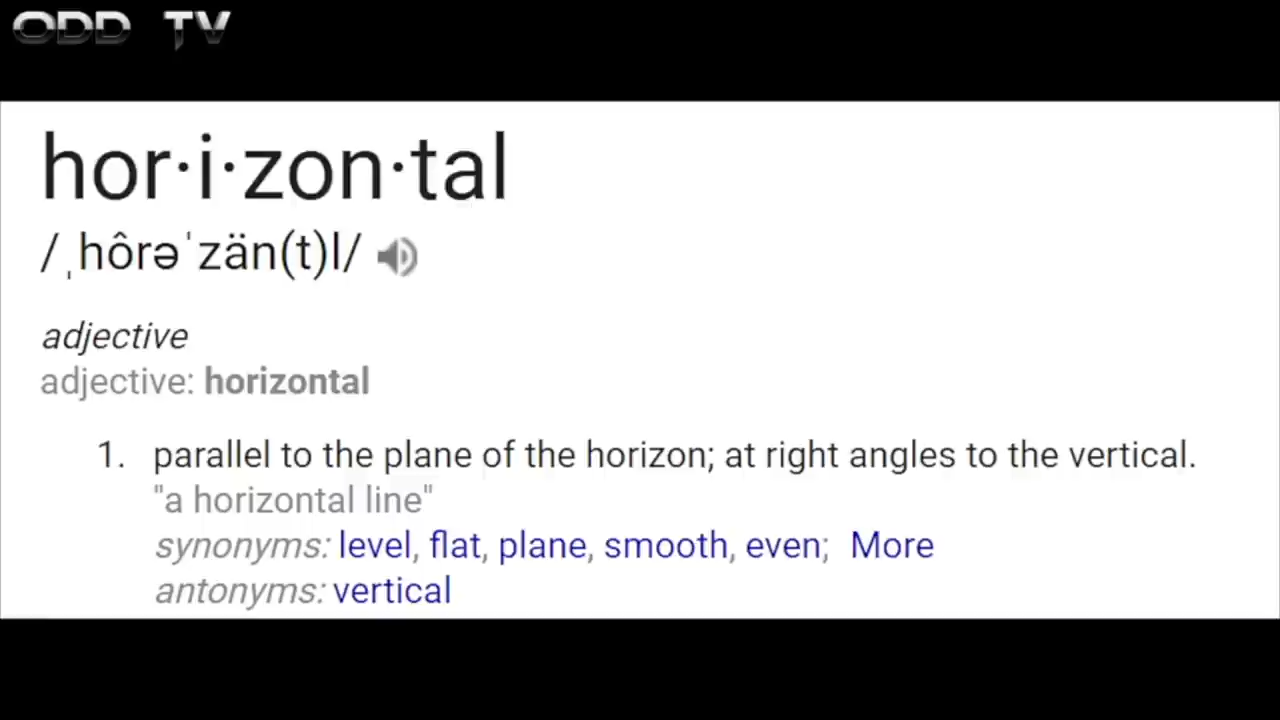 ODD TV
hor·i·zon·tal
/ˌhôrəˈzän(t)l/
adjective
adjective: horizontal
1. parallel to the plane of the horizon; at right angles to the vertical.
"a horizontal line"
synonyms: level, flat, plane, smooth, even; More
antonyms: vertical